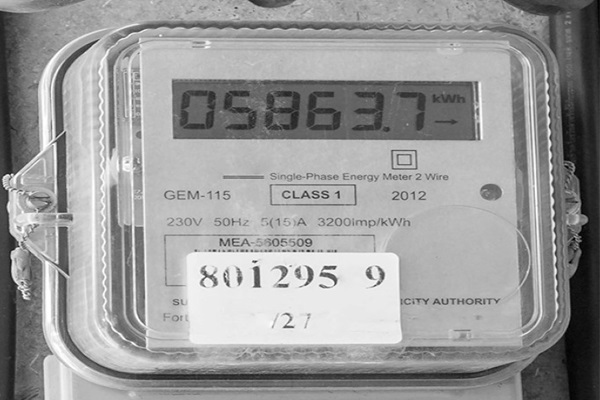 05863.7 kWh
→
Single-Phase Energy Meter 2 Wire
GEM-115 CLASS 1 2012
230V 50Hz 5(15)A 3200imp/kWh
MEA-5605509
801295 9
AUTHORITY
/27